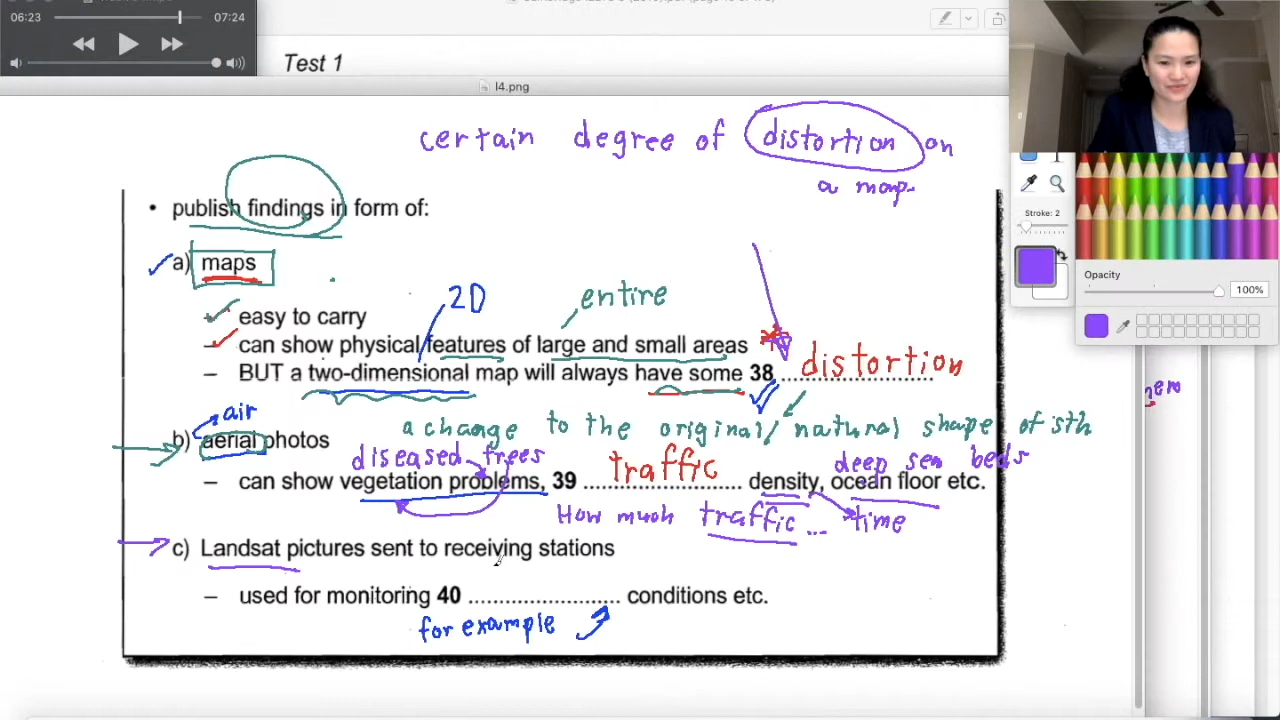 06:23
07:24
Test 1
l4.png
certain degree of distortion on
a map
• publish findings in form of:
a) maps
2D
entire
– easy to carry
– can show physical features of large and small areas
– BUT a two-dimensional map will always have some 38 .................... distortion
air
a change to the original/natural shape of sth
b) aerial photos
diseased trees
traffic
deep sea beds
– can show vegetation problems, 39 .................... density, ocean floor etc.
How much traffic ... time
c) Landsat pictures sent to receiving stations
– used for monitoring 40 .................... conditions etc.
for example
Stroke: 2
Opacity
100%